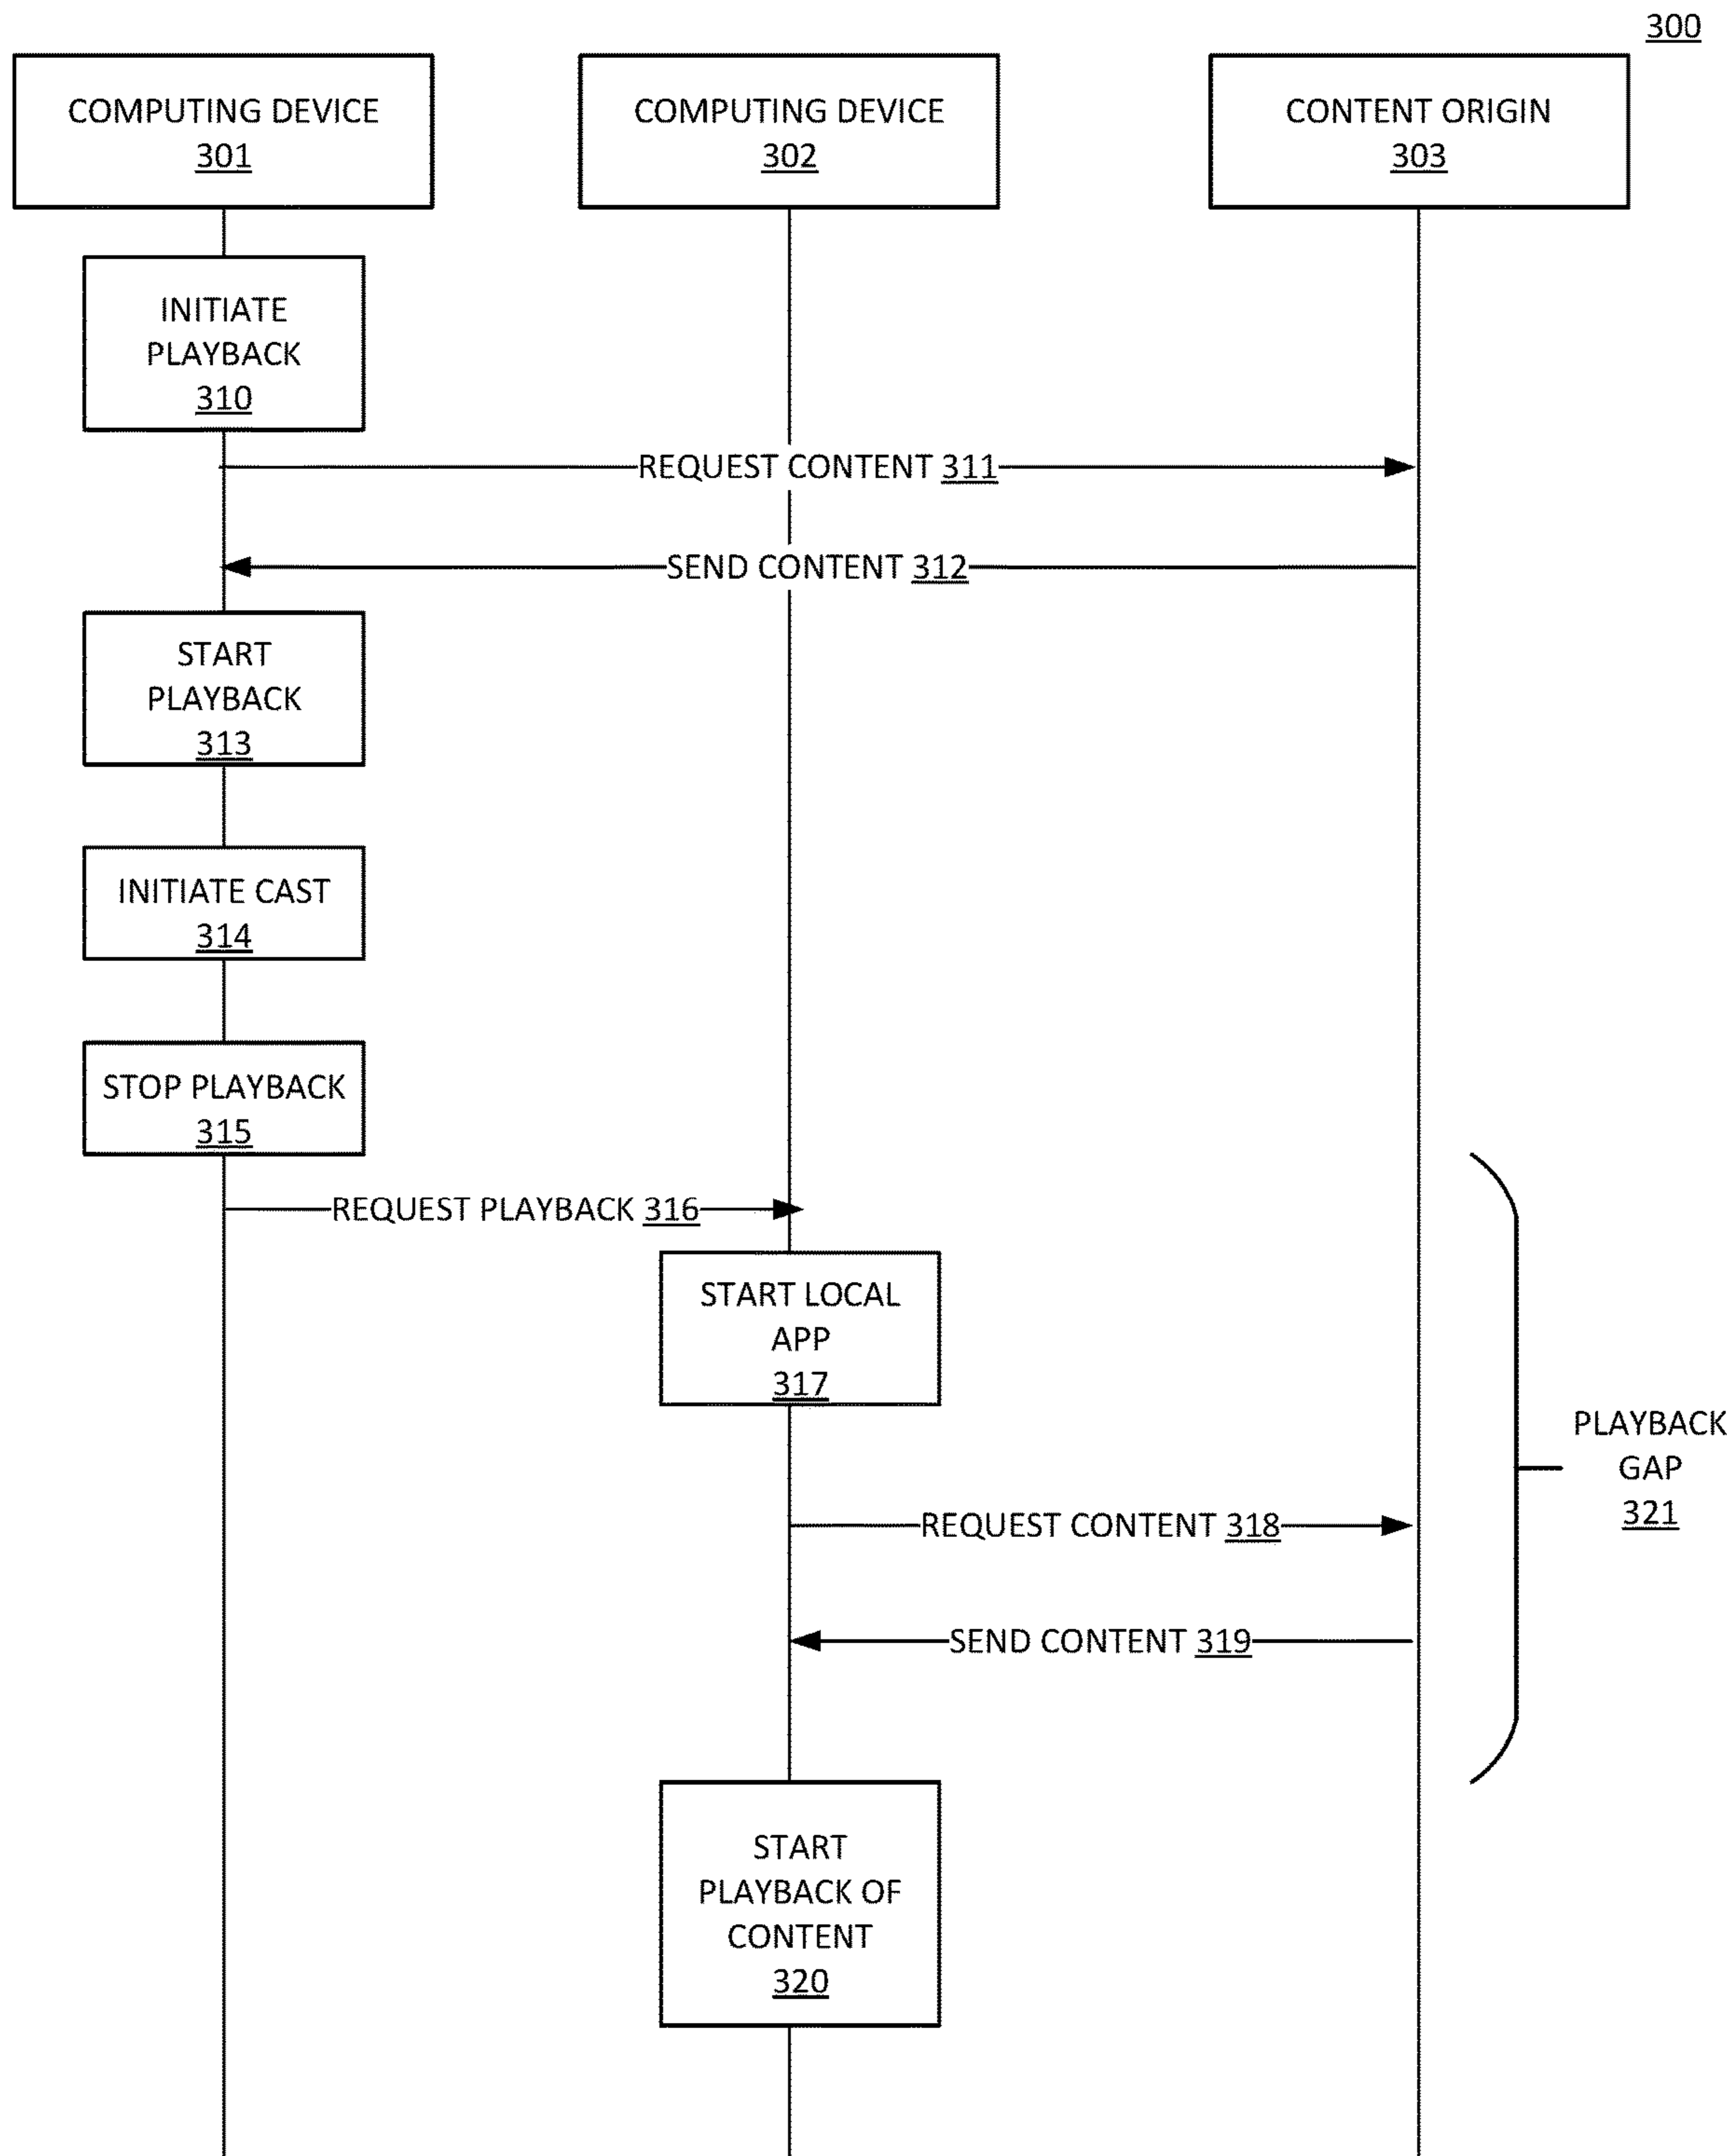 300
COMPUTING DEVICE
301
COMPUTING DEVICE
302
CONTENT ORIGIN
303
INITIATE
PLAYBACK
310
REQUEST CONTENT 311
SEND CONTENT 312
START
PLAYBACK
313
INITIATE CAST
314
STOP PLAYBACK
315
REQUEST PLAYBACK 316
START LOCAL
APP
317
PLAYBACK
GAP
321
REQUEST CONTENT 318
SEND CONTENT 319
START
PLAYBACK OF
CONTENT
320